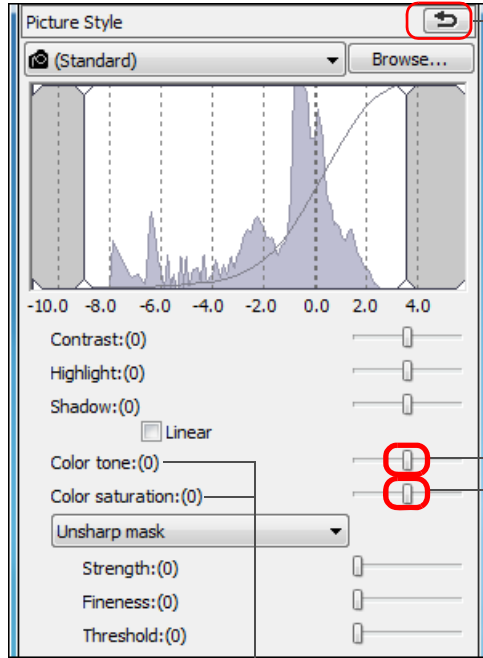 Picture Style
(Standard) Browse...
-10.0 -8.0 -6.0 -4.0 -2.0 0.0 2.0 4.0
Contrast:(0)
Highlight:(0)
Shadow:(0)
Linear
Color tone:(0)
Color saturation:(0)
Unsharp mask
Strength:(0)
Fineness:(0)
Threshold:(0)